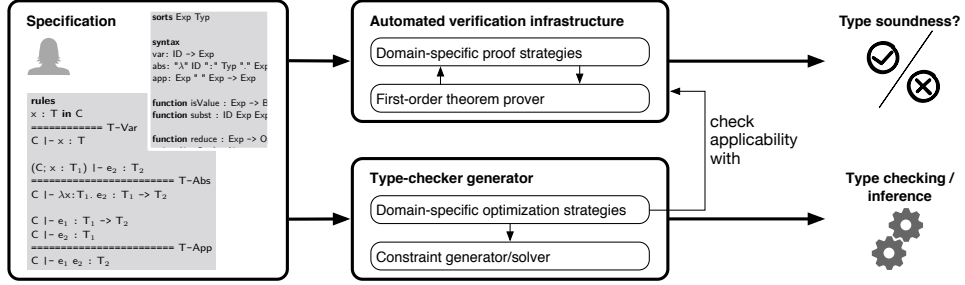 Specification
sorts Exp Typ
syntax
var: ID -> Exp
abs: "λ" ID ":" Typ "." Exp
app: Exp " " Exp -> Exp
function isValue : Exp -> B
function subst : ID Exp Exp
function reduce : Exp -> O
rules
x : T in C
============ T-Var
C |- x : T
(C; x : T₁) |- e₂ : T₂
======================== T-Abs
C |- λx:T₁. e₂ : T₁ -> T₂
C |- e₁ : T₁ -> T₂
C |- e₂ : T₁
======================== T-App
C |- e₁ e₂ : T₂
Automated verification infrastructure
Domain-specific proof strategies
First-order theorem prover
check
applicability
with
Type-checker generator
Domain-specific optimization strategies
Constraint generator/solver
Type soundness?
Type checking /
inference